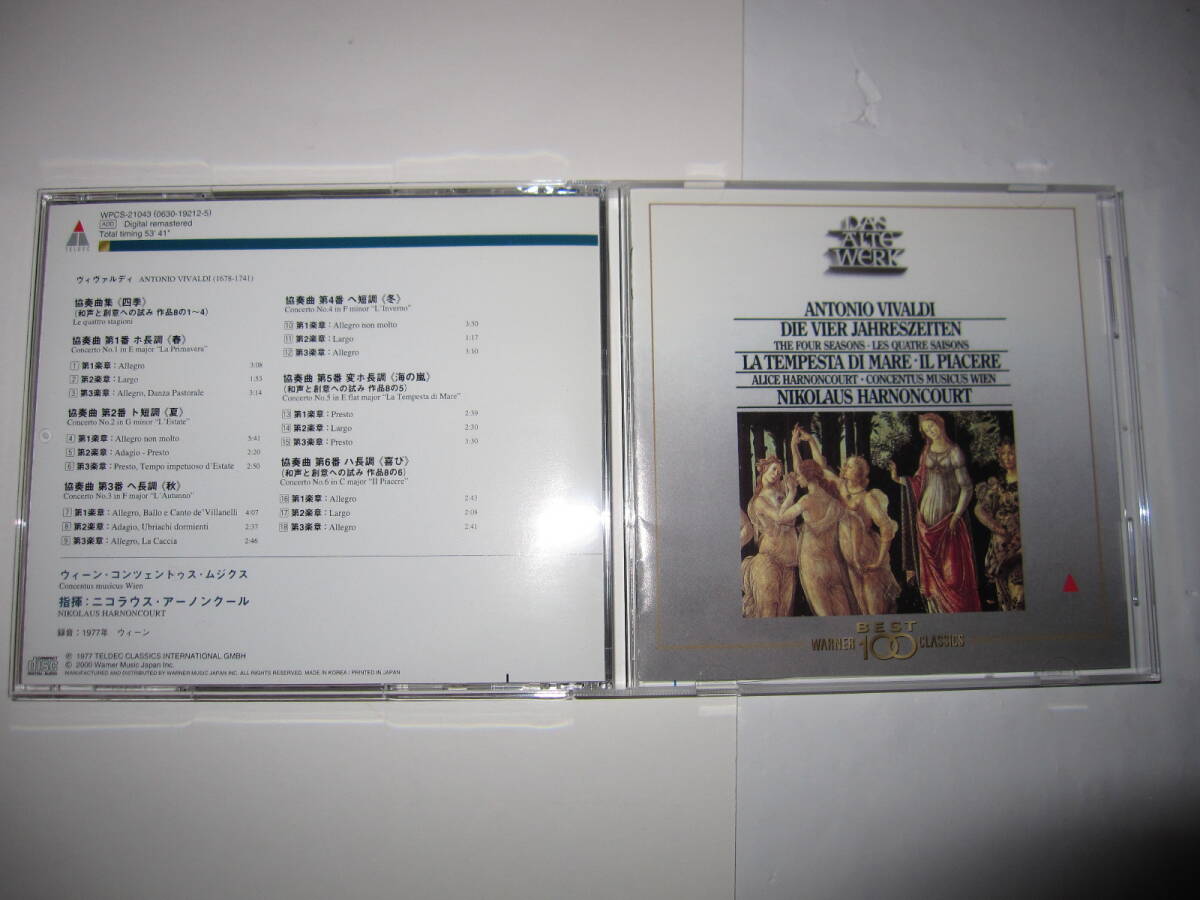 WPCS-21043 (0630-19212-5)
ADD Digital remastered
Total timing 53' 41"
TELDEC
ヴィヴァルディ ANTONIO VIVALDI (1678-1741)
協奏曲集《四季》
(和声と創意への試み 作品8の1〜4)
Le quattro stagioni
協奏曲 第1番 ホ長調《春》
Concerto No.1 in E major "La Primavera"
1 第1楽章：Allegro 3:08
2 第2楽章：Largo 1:53
3 第3楽章：Allegro, Danza Pastorale 3:14
協奏曲 第2番 ト短調《夏》
Concerto No.2 in G minor "L'Estate"
4 第1楽章：Allegro non molto 5:41
5 第2楽章：Adagio - Presto 2:20
6 第3楽章：Presto, Tempo impetuoso d'Estate 2:50
協奏曲 第3番 ヘ長調《秋》
Concerto No.3 in F major "L'Autunno"
7 第1楽章：Allegro, Ballo e Canto de'Villanelli 4:07
8 第2楽章：Adagio, Ubriachi dormienti 2:37
9 第3楽章：Allegro, La Caccia 2:46
協奏曲 第4番 ヘ短調《冬》
Concerto No.4 in F minor "L'Inverno"
10 第1楽章：Allegro non molto 3:30
11 第2楽章：Largo 1:17
12 第3楽章：Allegro 3:10
協奏曲 第5番 変ホ長調《海の嵐》
(和声と創意への試み 作品8の5)
Concerto No.5 in E flat major "La Tempesta di Mare"
13 第1楽章：Presto 2:39
14 第2楽章：Largo 2:30
15 第3楽章：Presto 3:30
協奏曲 第6番 ハ長調《喜び》
(和声と創意への試み 作品8の6)
Concerto No.6 in C major "Il Piacere"
16 第1楽章：Allegro 2:43
17 第2楽章：Largo 2:08
18 第3楽章：Allegro 2:41
ウィーン・コンツェントゥス・ムジクス
Concentus musicus Wien
指揮：ニコラウス・アーノンクール
NIKOLAUS HARNONCOURT
録音：1977年 ウィーン
℗ 1977 TELDEC CLASSICS INTERNATIONAL GMBH
© 2000 Warner Music Japan Inc.
MANUFACTURED AND DISTRIBUTED BY WARNER MUSIC JAPAN INC. ALL RIGHTS RESERVED. MADE IN KOREA / PRINTED IN JAPAN
disc
DAS
ALTE
WERK
ANTONIO VIVALDI
DIE VIER JAHRESZEITEN
THE FOUR SEASONS · LES QUATRE SAISONS
LA TEMPESTA DI MARE · IL PIACERE
ALICE HARNONCOURT · CONCENTUS MUSICUS WIEN
NIKOLAUS HARNONCOURT
BEST
WARNER 100 CLASSICS